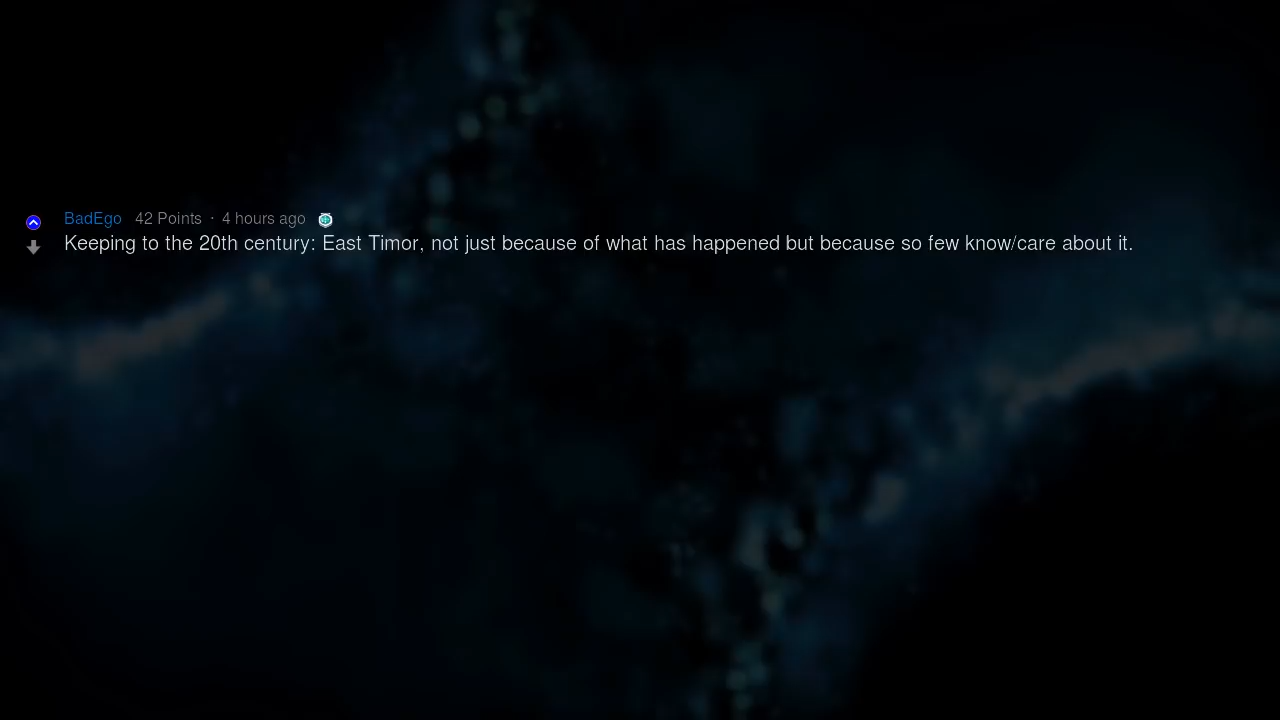 BadEgo 42 Points · 4 hours ago
Keeping to the 20th century: East Timor, not just because of what has happened but because so few know/care about it.